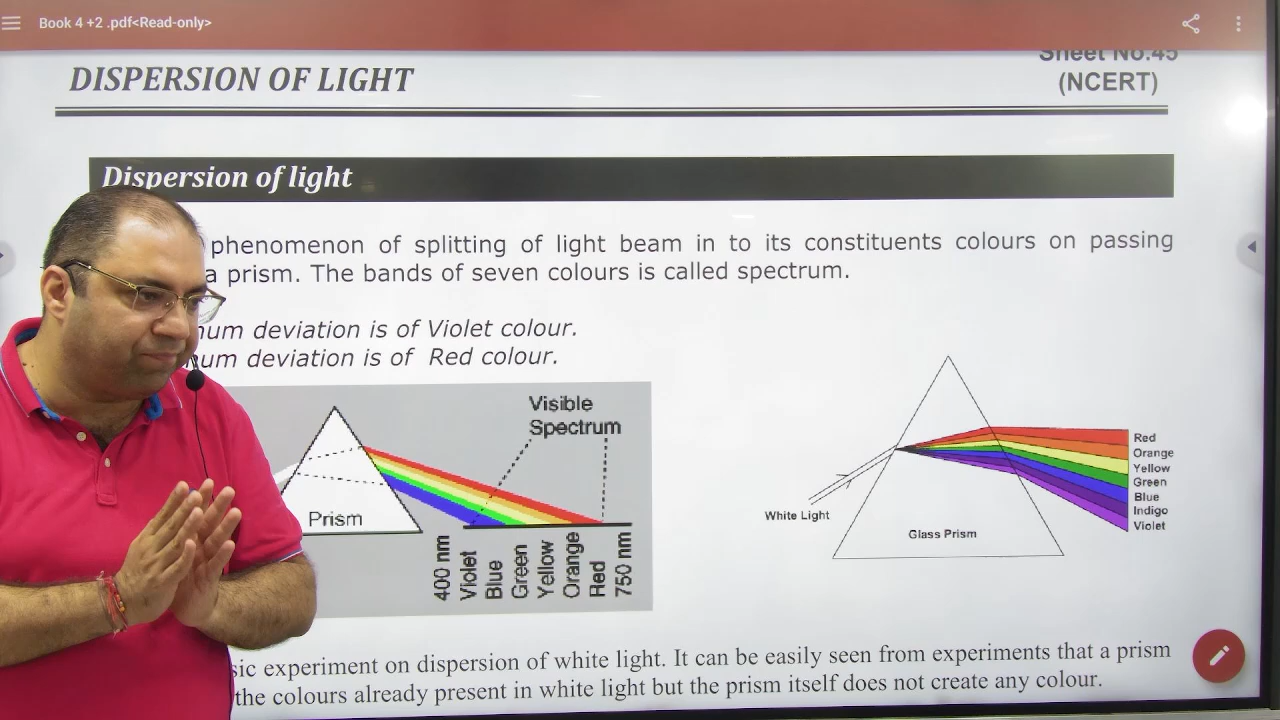 Book 4 +2 .pdf<Read-only>
Sheet No.45
DISPERSION OF LIGHT
(NCERT)
Dispersion of light
phenomenon of splitting of light beam in to its constituents colours on passing
a prism. The bands of seven colours is called spectrum.
num deviation is of Violet colour.
num deviation is of Red colour.
Visible
Spectrum
Prism
400 nm
Violet
Blue
Green
Yellow
Orange
Red
750 nm
White Light
Glass Prism
Red
Orange
Yellow
Green
Blue
Indigo
Violet
sic experiment on dispersion of white light. It can be easily seen from experiments that a prism
the colours already present in white light but the prism itself does not create any colour.